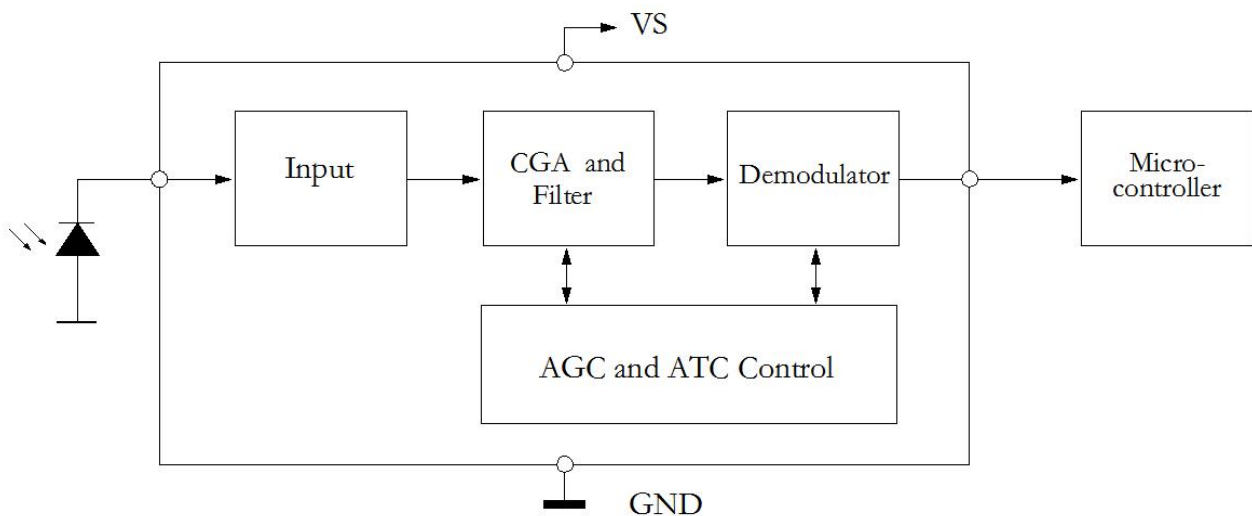 VS
Input
CGA and
Filter
Demodulator
Micro-
controller
AGC and ATC Control
GND